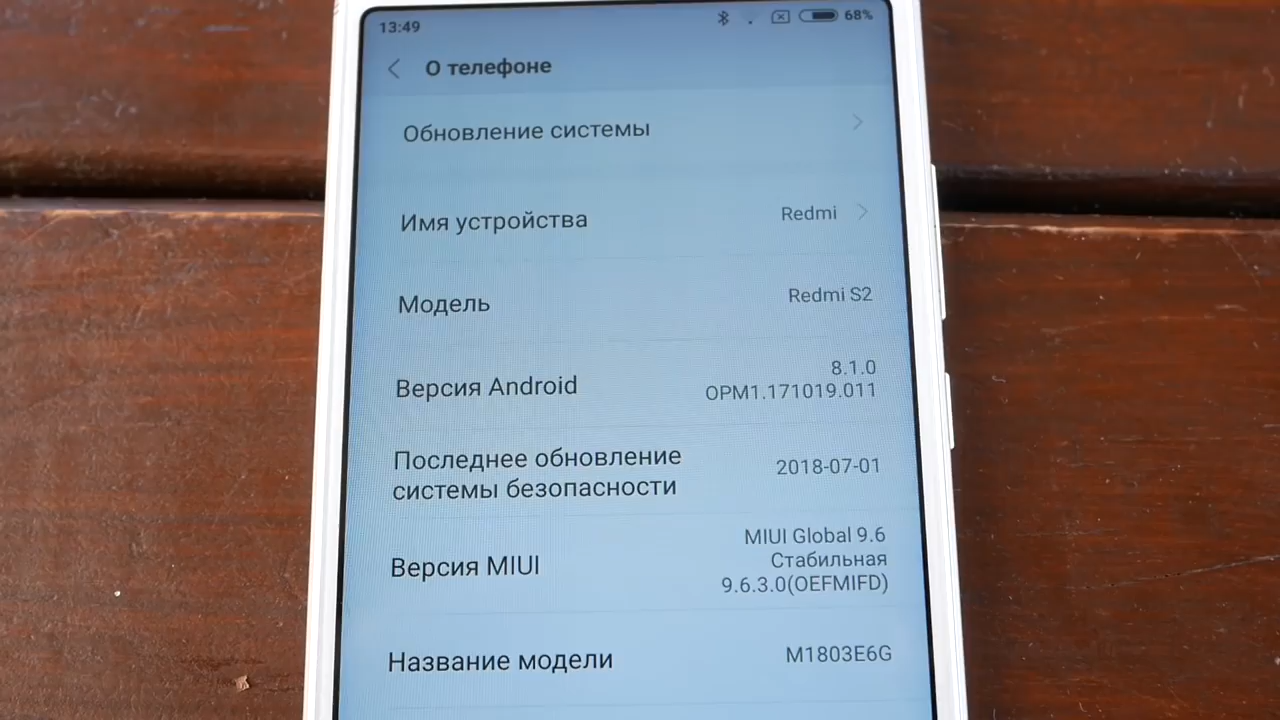 13:49 68%
О телефоне
Обновление системы
Имя устройства Redmi
Модель Redmi S2
Версия Android 8.1.0
OPM1.171019.011
Последнее обновление
системы безопасности 2018-07-01
Версия MIUI MIUI Global 9.6
Стабильная
9.6.3.0(OEFMIFD)
Название модели M1803E6G